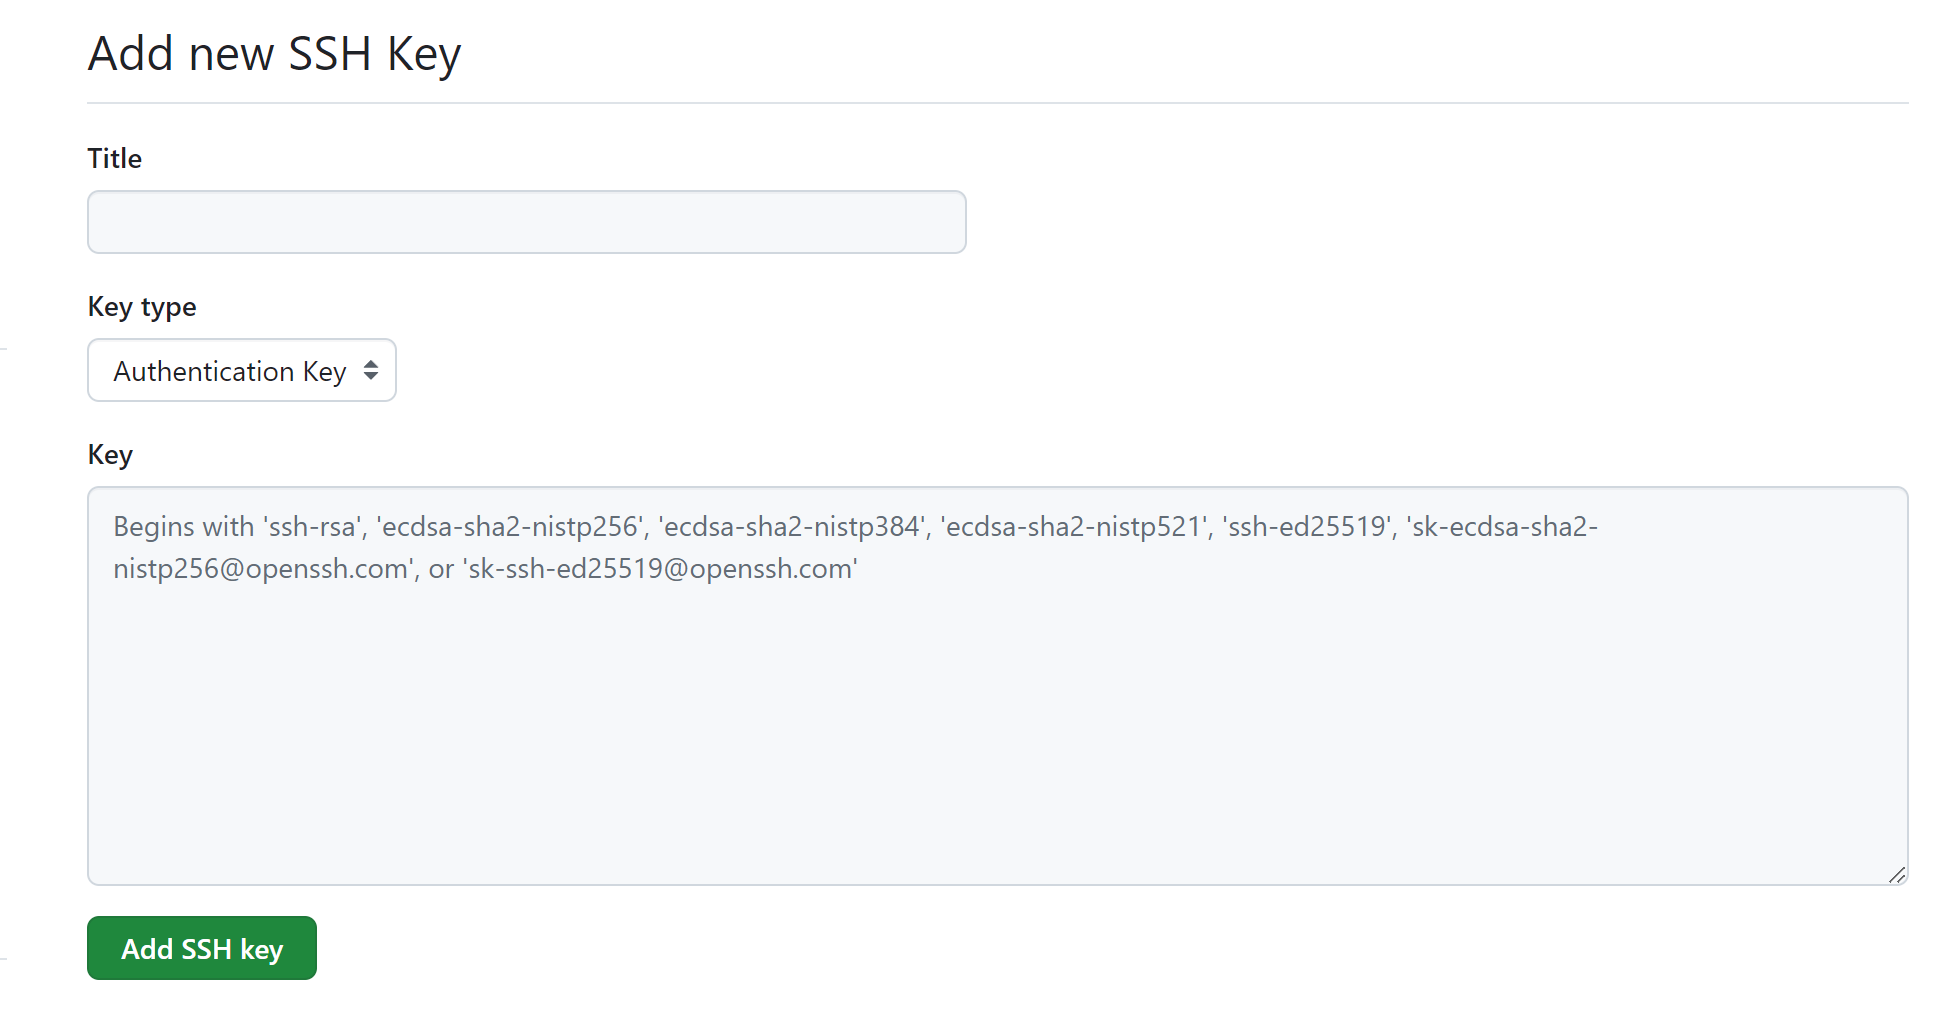 Add new SSH Key
Title
Key type
Authentication Key
Key
Begins with 'ssh-rsa', 'ecdsa-sha2-nistp256', 'ecdsa-sha2-nistp384', 'ecdsa-sha2-nistp521', 'ssh-ed25519', 'sk-ecdsa-sha2-
nistp256@openssh.com', or 'sk-ssh-ed25519@openssh.com'
Add SSH key